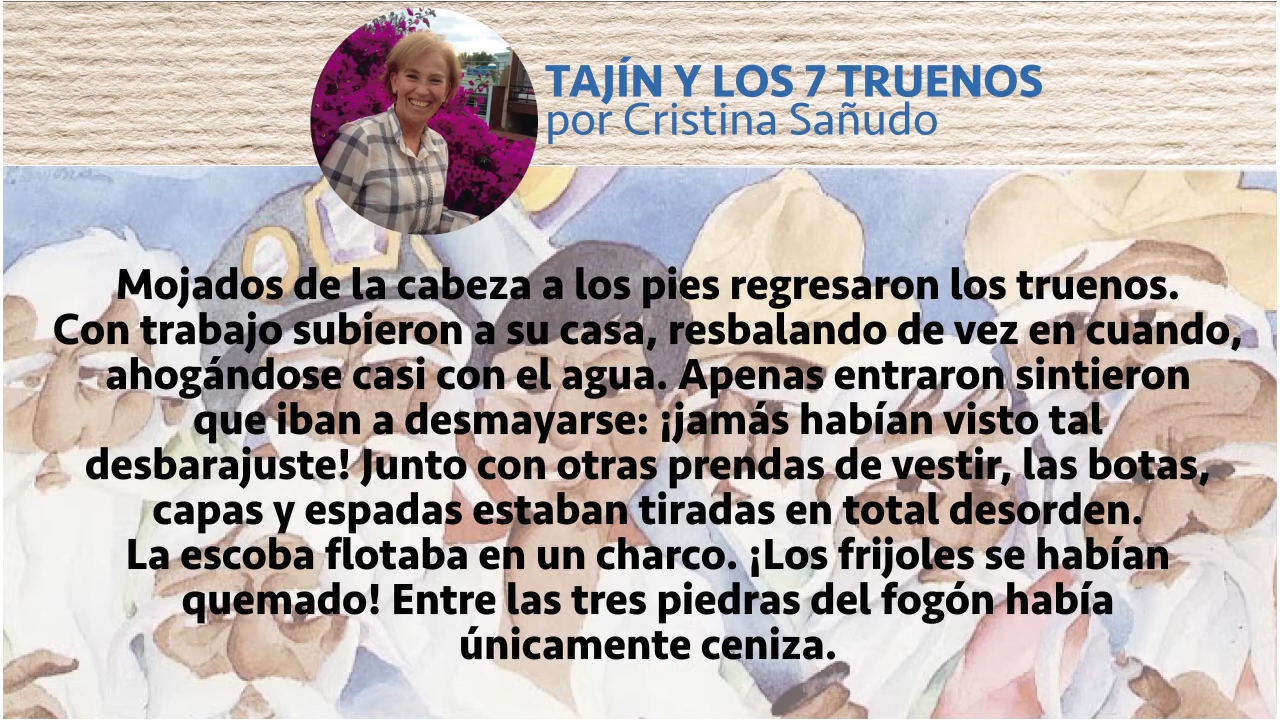 TAJÍN Y LOS 7 TRUENOS
por Cristina Sañudo
Mojados de la cabeza a los pies regresaron los truenos.
Con trabajo subieron a su casa, resbalando de vez en cuando,
ahogándose casi con el agua. Apenas entraron sintieron
que iban a desmayarse: ¡jamás habían visto tal
desbarajuste! Junto con otras prendas de vestir, las botas,
capas y espadas estaban tiradas en total desorden.
La escoba flotaba en un charco. ¡Los frijoles se habían
quemado! Entre las tres piedras del fogón había
únicamente ceniza.